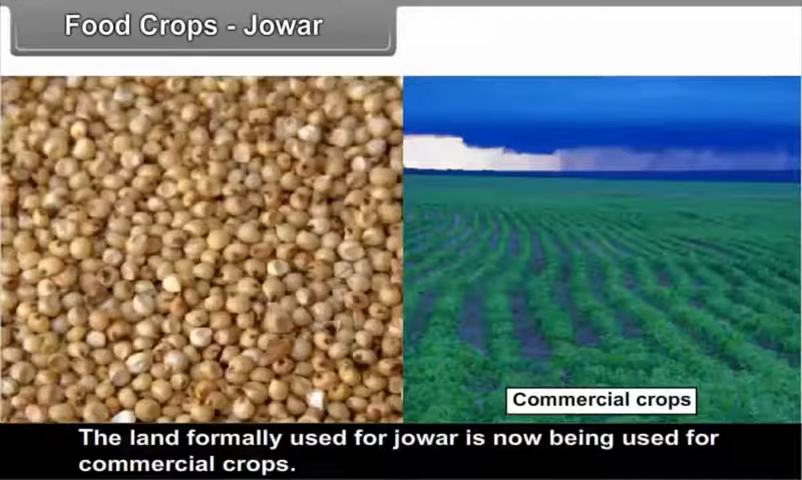 Food Crops - Jowar
Commercial crops
The land formally used for jowar is now being used for
commercial crops.